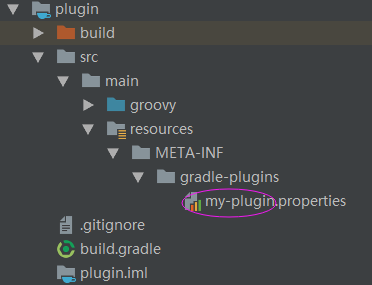 plugin
build
src
main
groovy
resources
META-INF
gradle-plugins
my-plugin.properties
.gitignore
build.gradle
plugin.iml